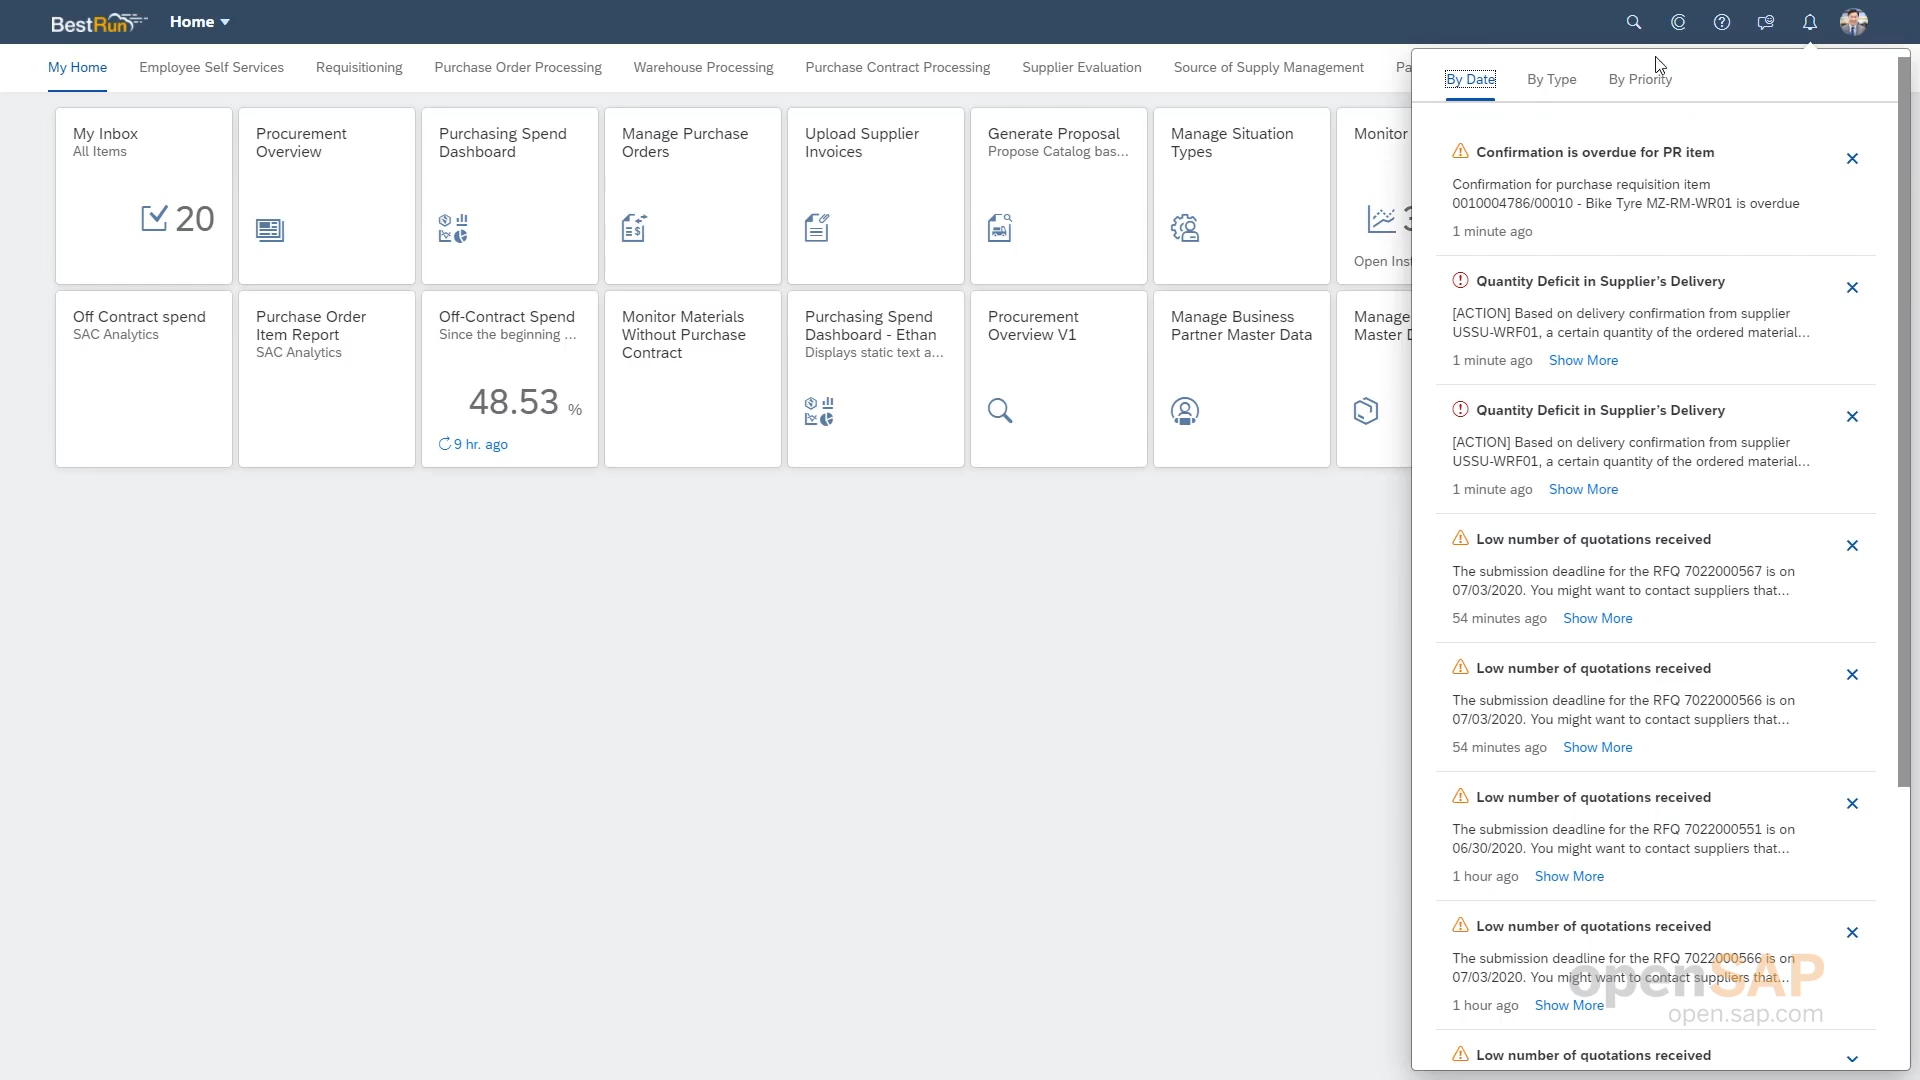 BestRun
Home
My Home
Employee Self Services
Requisitioning
Purchase Order Processing
Warehouse Processing
Purchase Contract Processing
Supplier Evaluation
Source of Supply Management
Pa
My Inbox
All Items
20
Procurement
Overview
Purchasing Spend
Dashboard
Manage Purchase
Orders
Upload Supplier
Invoices
Generate Proposal
Propose Catalog bas...
Manage Situation
Types
Monitor
3
Open Inst
Off Contract spend
SAC Analytics
Purchase Order
Item Report
SAC Analytics
Off-Contract Spend
Since the beginning ...
48.53 %
9 hr. ago
Monitor Materials
Without Purchase
Contract
Purchasing Spend
Dashboard - Ethan
Displays static text a...
Procurement
Overview V1
Manage Business
Partner Master Data
Manage
Master D
By Date
By Type
By Priority
Confirmation is overdue for PR item
Confirmation for purchase requisition item
0010004786/00010 - Bike Tyre MZ-RM-WR01 is overdue
1 minute ago
Quantity Deficit in Supplier’s Delivery
[ACTION] Based on delivery confirmation from supplier
USSU-WRF01, a certain quantity of the ordered material...
1 minute ago Show More
Quantity Deficit in Supplier’s Delivery
[ACTION] Based on delivery confirmation from supplier
USSU-WRF01, a certain quantity of the ordered material...
1 minute ago Show More
Low number of quotations received
The submission deadline for the RFQ 7022000567 is on
07/03/2020. You might want to contact suppliers that...
54 minutes ago Show More
Low number of quotations received
The submission deadline for the RFQ 7022000566 is on
07/03/2020. You might want to contact suppliers that...
54 minutes ago Show More
Low number of quotations received
The submission deadline for the RFQ 7022000551 is on
06/30/2020. You might want to contact suppliers that...
1 hour ago Show More
Low number of quotations received
The submission deadline for the RFQ 7022000566 is on
07/03/2020. You might want to contact suppliers that...
1 hour ago Show More
openSAP
open.sap.com
Low number of quotations received